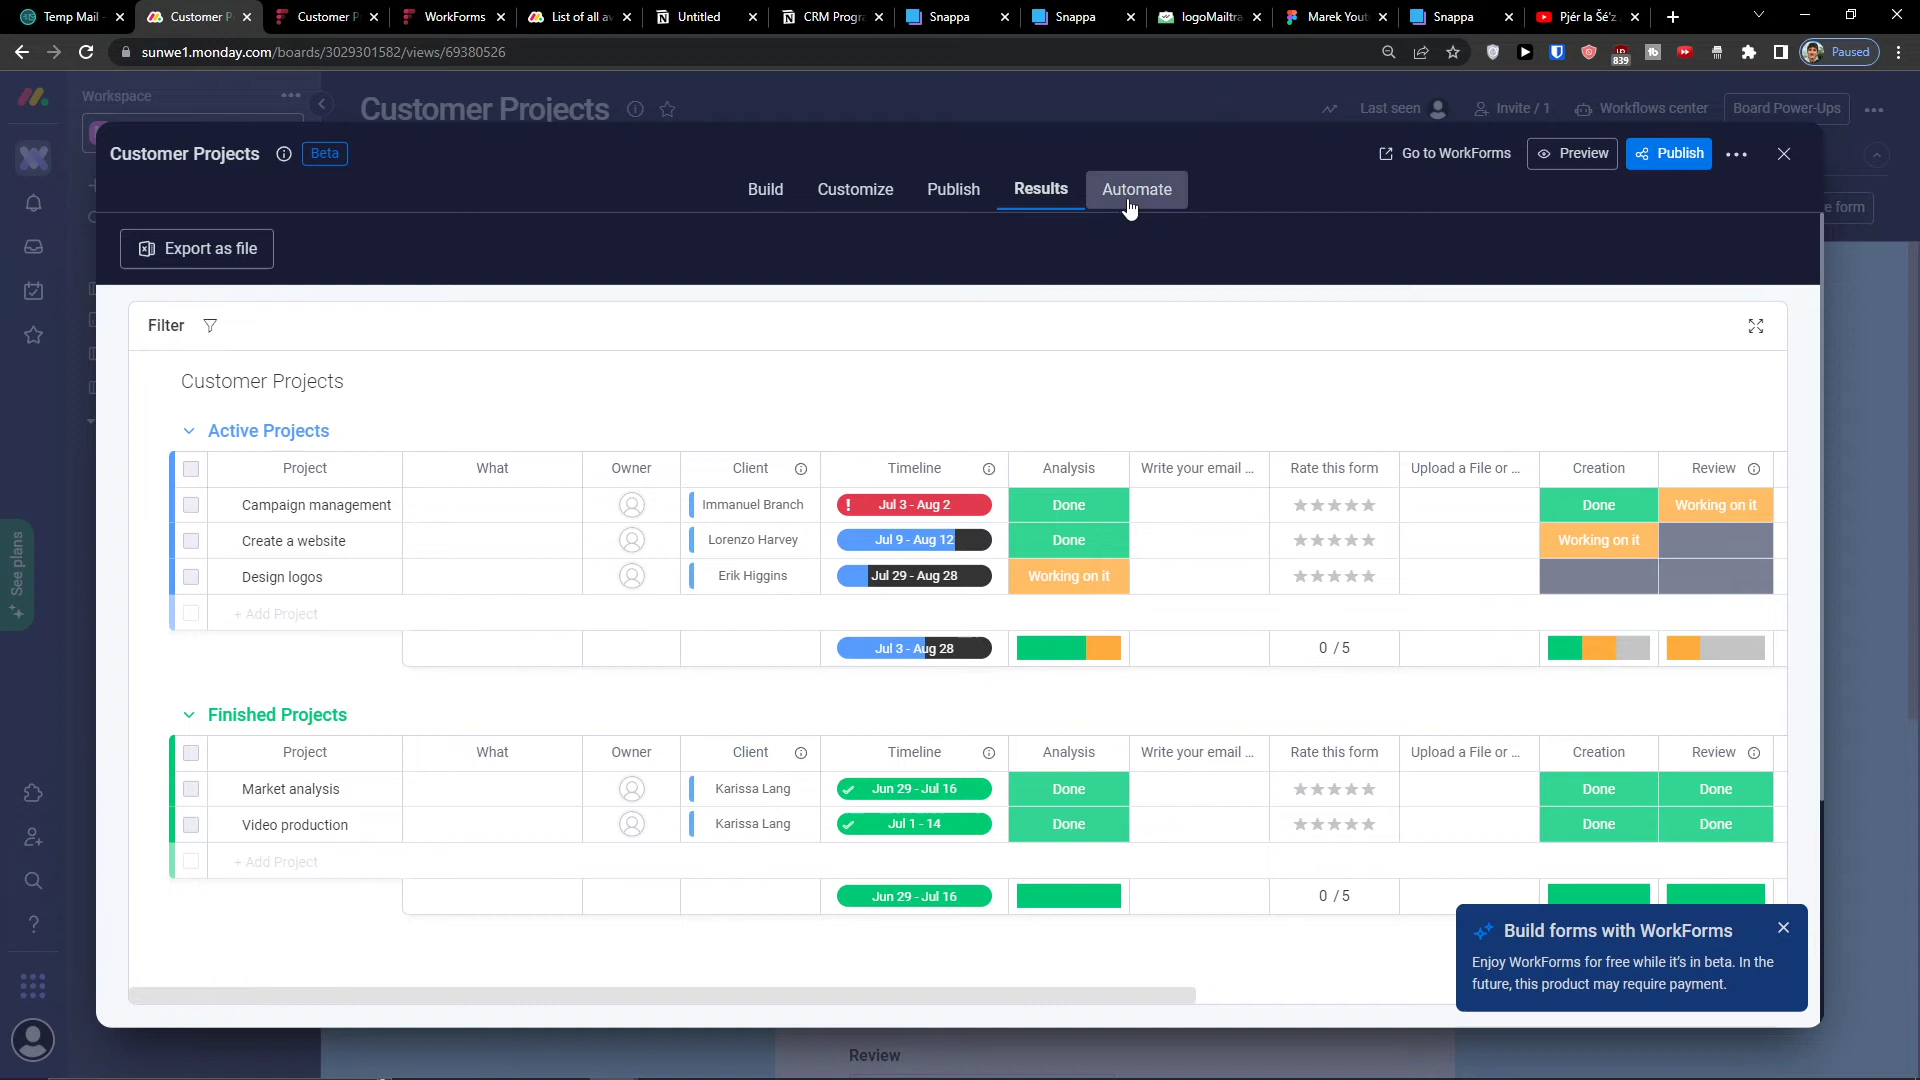 Temp Mail -
Customer P
Customer P
WorkForms
List of all av
Untitled
CRM Progra
Snappa
Snappa
logoMailtra
Marek Yout
Snappa
Pjér la Šé'z
sunwe1.monday.com/boards/3029301582/views/69380526
839
Paused
Workspace
Customer Projects
Last seen
Invite / 1
Workflows center
Board Power-Ups
Customer Projects
Beta
Go to WorkForms
Preview
Publish
Build
Customize
Publish
Results
Automate
e form
Export as file
Filter
Customer Projects
Active Projects
Project What Owner Client Timeline Analysis Write your email ... Rate this form Upload a File or ... Creation Review
Campaign management Immanuel Branch Jul 3 - Aug 2 Done Done Working on it
Create a website Lorenzo Harvey Jul 9 - Aug 12 Done Working on it
Design logos Erik Higgins Jul 29 - Aug 28 Working on it
+ Add Project
Jul 3 - Aug 28 0 / 5
Finished Projects
Project What Owner Client Timeline Analysis Write your email ... Rate this form Upload a File or ... Creation Review
Market analysis Karissa Lang Jun 29 - Jul 16 Done Done Done
Video production Karissa Lang Jul 1 - 14 Done Done Done
+ Add Project
Jun 29 - Jul 16 0 / 5
See plans
Build forms with WorkForms
Enjoy WorkForms for free while it's in beta. In the
future, this product may require payment.
Review